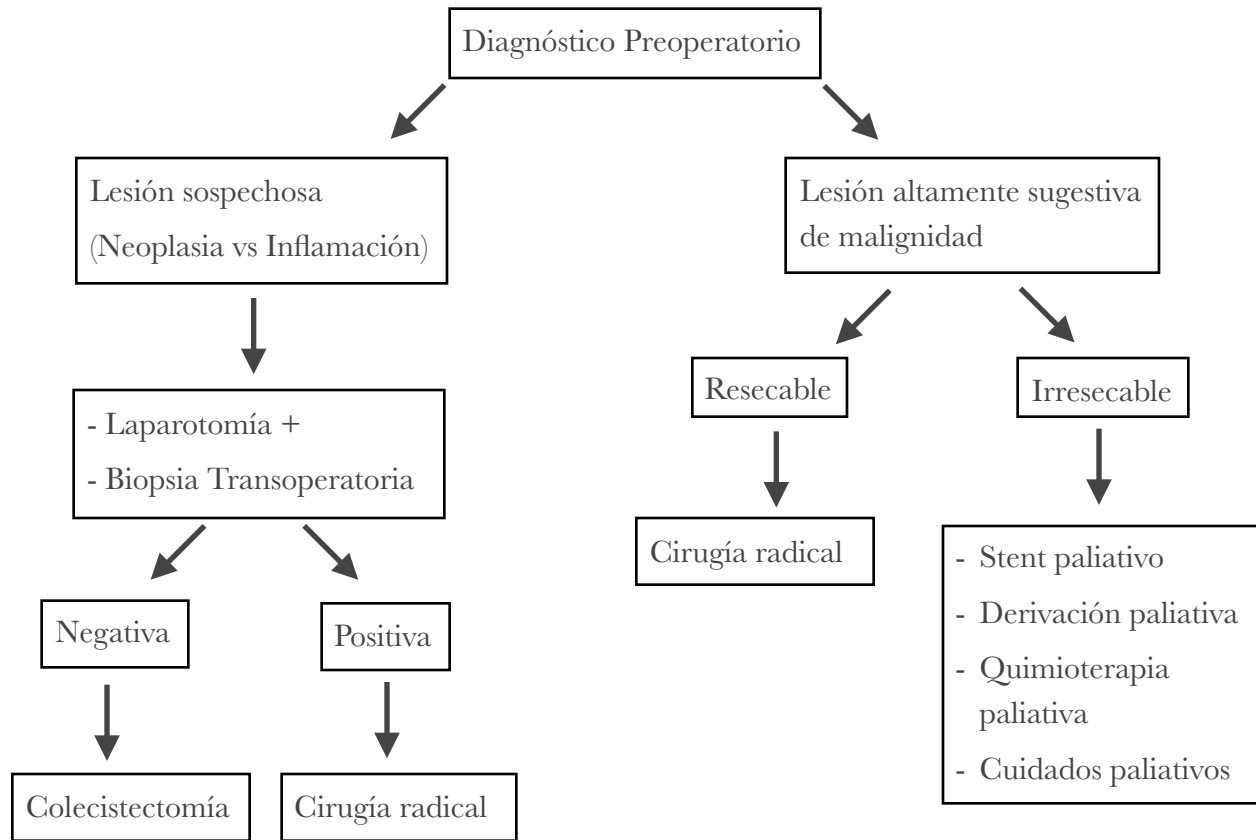 Diagnóstico Preoperatorio
Lesión sospechosa
(Neoplasia vs Inflamación)
Lesión altamente sugestiva
de malignidad
Resecable
Irresecable
- Laparotomía +
- Biopsia Transoperatoria
Cirugía radical
- Stent paliativo
- Derivación paliativa
- Quimioterapia
paliativa
- Cuidados paliativos
Negativa
Positiva
Colecistectomía
Cirugía radical